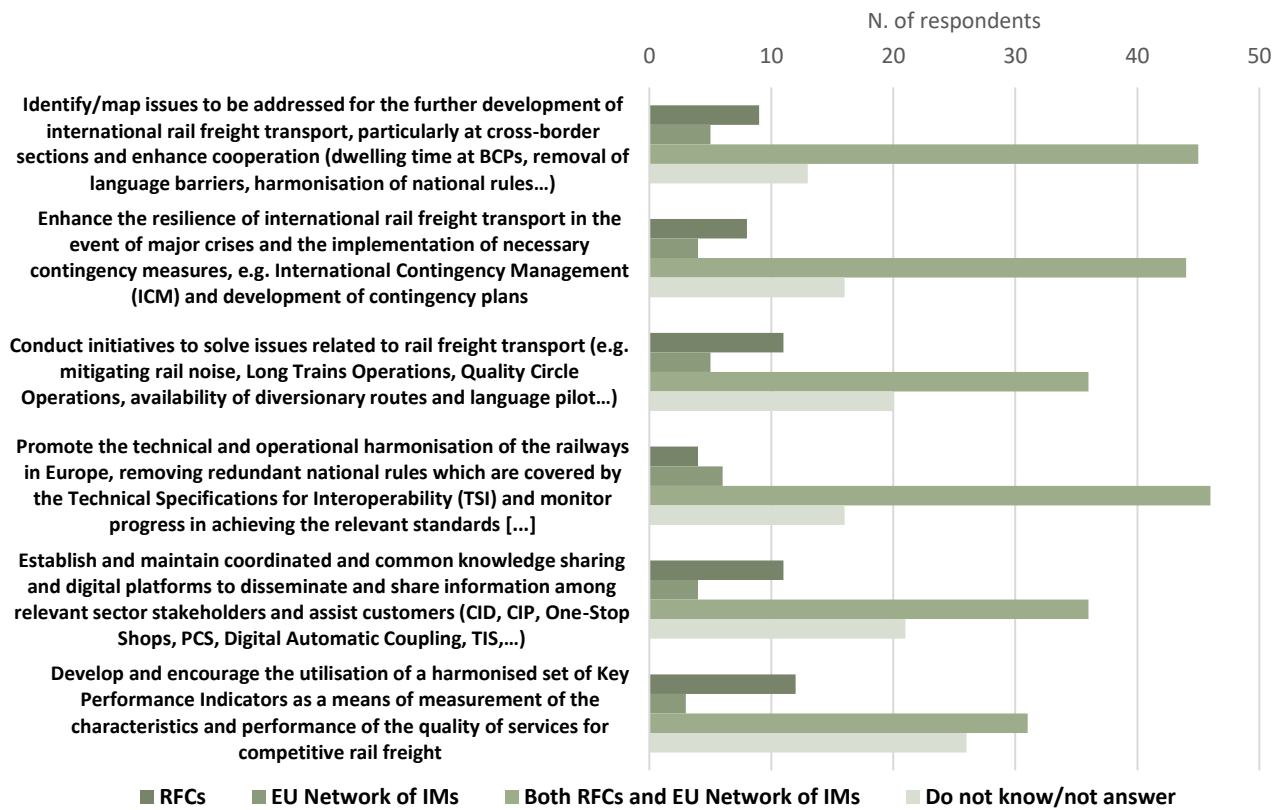 N. of respondents
0 10 20 30 40 50
Identify/map issues to be addressed for the further development of
international rail freight transport, particularly at cross-border
sections and enhance cooperation (dwelling time at BCPs, removal of
language barriers, harmonisation of national rules…)
Enhance the resilience of international rail freight transport in the
event of major crises and the implementation of necessary
contingency measures, e.g. International Contingency Management
(ICM) and development of contingency plans
Conduct initiatives to solve issues related to rail freight transport (e.g.
mitigating rail noise, Long Trains Operations, Quality Circle
Operations, availability of diversionary routes and language pilot…)
Promote the technical and operational harmonisation of the railways
in Europe, removing redundant national rules which are covered by
the Technical Specifications for Interoperability (TSI) and monitor
progress in achieving the relevant standards [...]
Establish and maintain coordinated and common knowledge sharing
and digital platforms to disseminate and share information among
relevant sector stakeholders and assist customers (CID, CIP, One-Stop
Shops, PCS, Digital Automatic Coupling, TIS,…)
Develop and encourage the utilisation of a harmonised set of Key
Performance Indicators as a means of measurement of the
characteristics and performance of the quality of services for
competitive rail freight
RFCs EU Network of IMs Both RFCs and EU Network of IMs Do not know/not answer